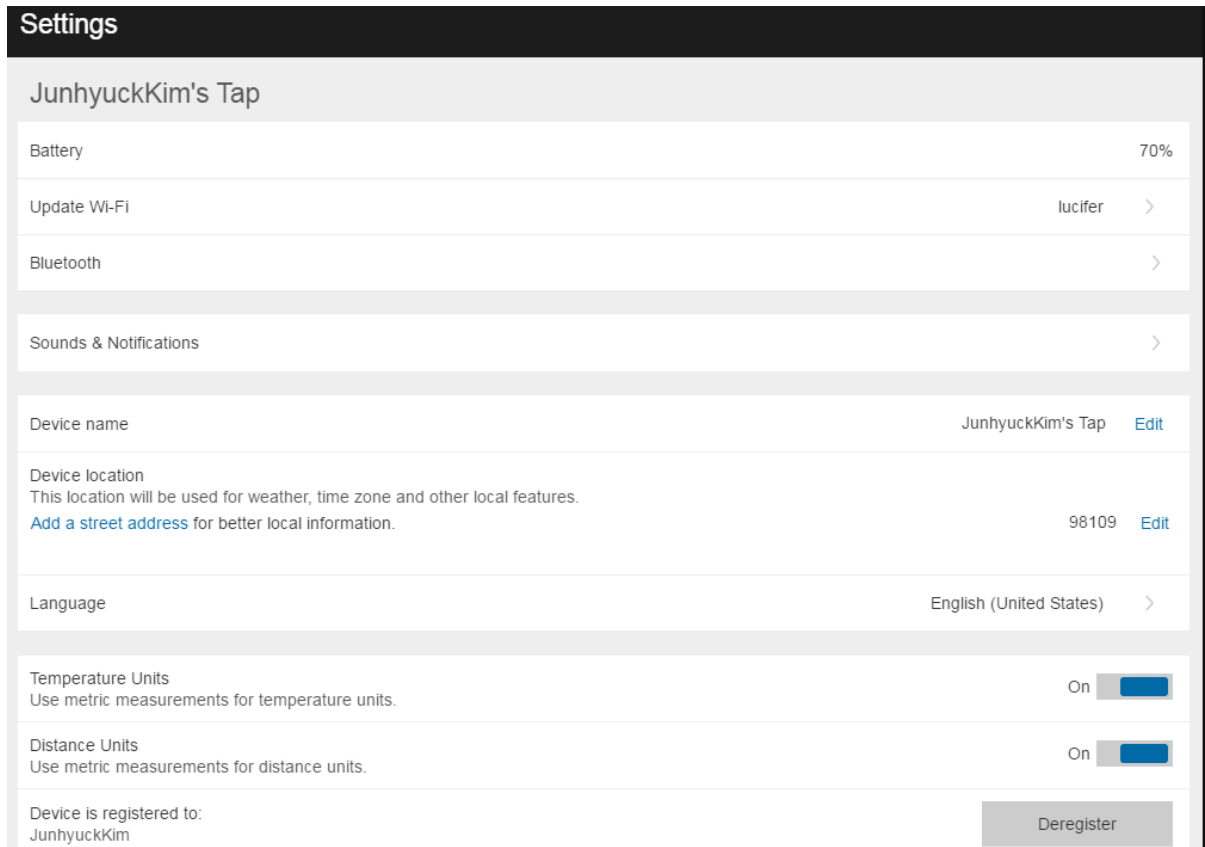 Settings
JunhyuckKim's Tap
Battery 70%
Update Wi-Fi lucifer
Bluetooth
Sounds & Notifications
Device name JunhyuckKim's Tap Edit
Device location
This location will be used for weather, time zone and other local features.
Add a street address for better local information. 98109 Edit
Language English (United States)
Temperature Units
Use metric measurements for temperature units. On
Distance Units
Use metric measurements for distance units. On
Device is registered to:
JunhyuckKim Deregister